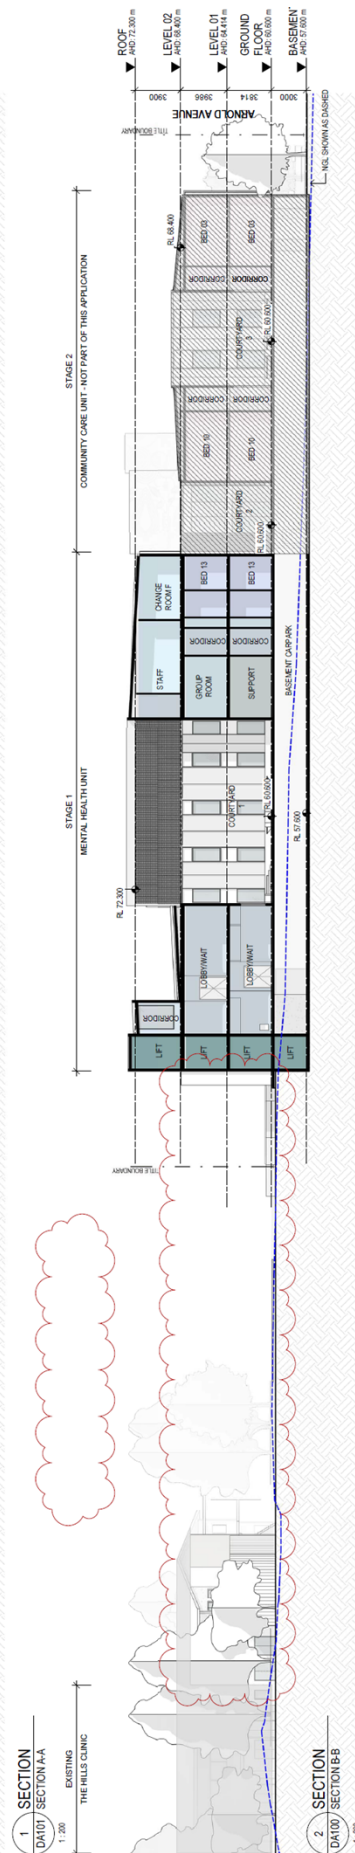 1
SECTION
DA101
SECTION A-A
1 : 200
EXISTING
THE HILLS CLINIC
STAGE 1
MENTAL HEALTH UNIT
STAGE 2
COMMUNITY CARE UNIT - NOT PART OF THIS APPLICATION
ROOF
AHD: 72.300 m
LEVEL 02
AHD: 68.400 m
LEVEL 01
AHD: 64.414 m
GROUND
FLOOR
AHD: 60.600 m
BASEMENT
AHD: 57.600 m
3900
3986
3814
3000
ARNOLD AVENUE
TITLE BOUNDARY
NGL SHOWN AS DASHED
TITLE BOUNDARY
RL 72.300
RL 68.400
CORRIDOR
STAFF
CHANGE
ROOM F
LIFT
LIFT
LIFT
LIFT
LOBBY/WAIT
LOBBY/WAIT
COURTYARD
1
RL 60.600
RL 57.600
GROUP
ROOM
CORRIDOR
BED 13
SUPPORT
CORRIDOR
BED 13
BASEMENT CARPARK
COURTYARD
2
RL 60.600
BED 10
BED 10
CORRIDOR
CORRIDOR
COURTYARD
3
RL 60.600
CORRIDOR
CORRIDOR
BED 03
BED 03
2
SECTION
DA100
SECTION B-B